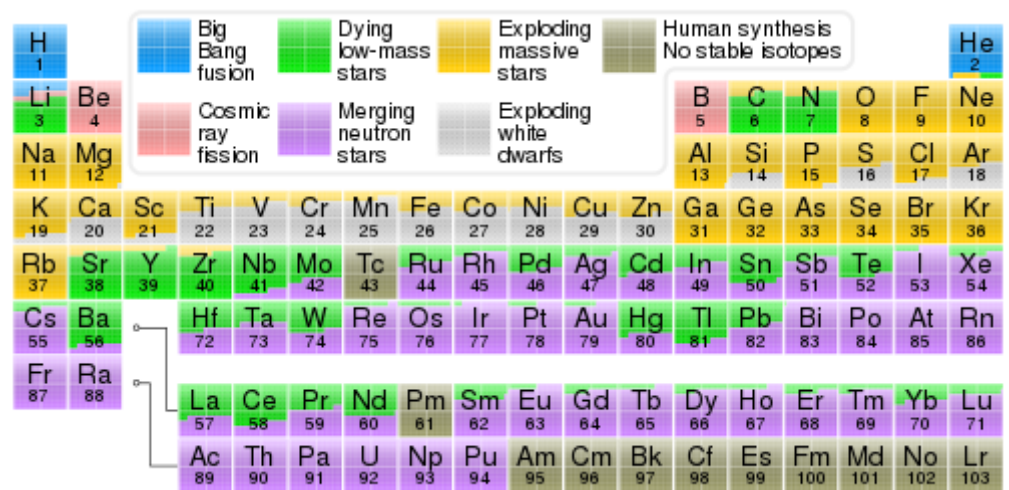 H Big Dying Exploding Human synthesis He
1 Bang low-mass massive No stable isotopes 2
fusion stars stars
Li Be B C N O F Ne
3 4 Cosmic Merging Exploding 5 6 7 8 9 10
ray neutron white
fission stars dwarfs
Na Mg Al Si P S Cl Ar
11 12 13 14 15 16 17 18
K Ca Sc Ti V Cr Mn Fe Co Ni Cu Zn Ga Ge As Se Br Kr
19 20 21 22 23 24 25 26 27 28 29 30 31 32 33 34 35 36
Rb Sr Y Zr Nb Mo Tc Ru Rh Pd Ag Cd In Sn Sb Te I Xe
37 38 39 40 41 42 43 44 45 46 47 48 49 50 51 52 53 54
Cs Ba Hf Ta W Re Os Ir Pt Au Hg Tl Pb Bi Po At Rn
55 56 72 73 74 75 76 77 78 79 80 81 82 83 84 85 86
Fr Ra
87 88
La Ce Pr Nd Pm Sm Eu Gd Tb Dy Ho Er Tm Yb Lu
57 58 59 60 61 62 63 64 65 66 67 68 69 70 71
Ac Th Pa U Np Pu Am Cm Bk Cf Es Fm Md No Lr
89 90 91 92 93 94 95 96 97 98 99 100 101 102 103